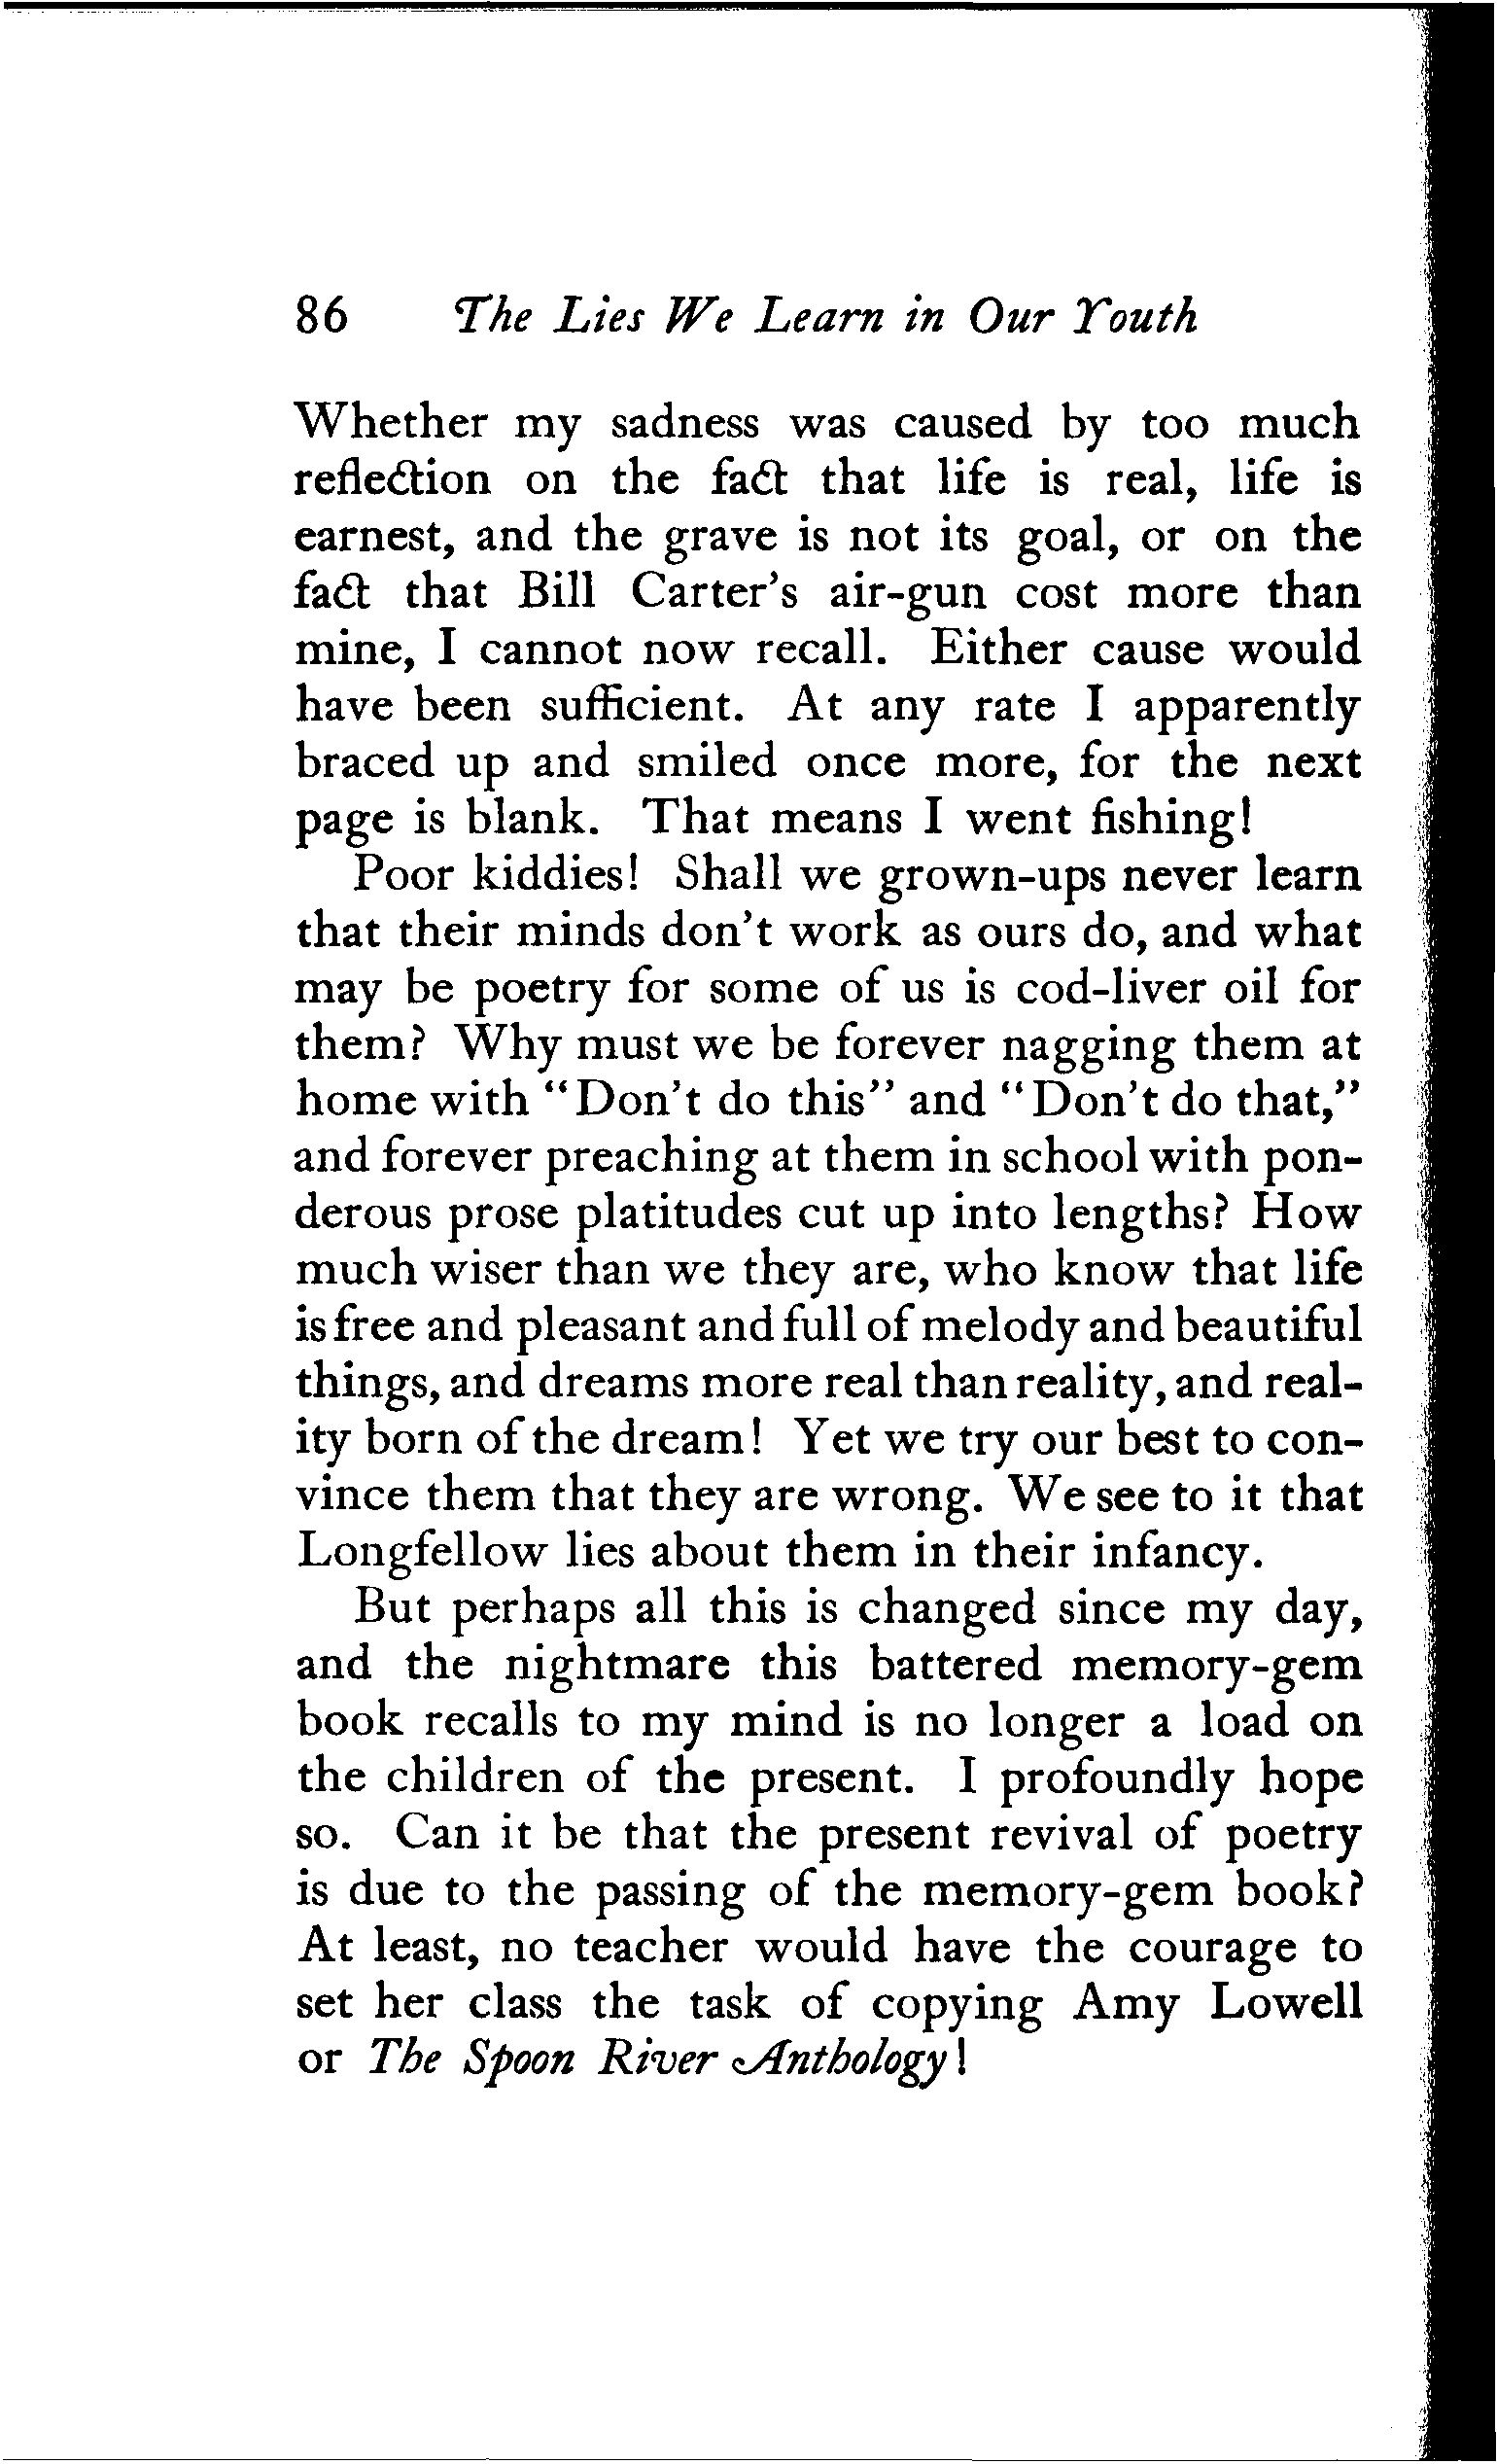 86 The Lies We Learn in Our Youth
Whether my sadness was caused by too much
reflection on the fact that life is real, life is
earnest, and the grave is not its goal, or on the
fact that Bill Carter's air-gun cost more than
mine, I cannot now recall. Either cause would
have been sufficient. At any rate I apparently
braced up and smiled once more, for the next
page is blank. That means I went fishing!
Poor kiddies! Shall we grown-ups never learn
that their minds don't work as ours do, and what
may be poetry for some of us is cod-liver oil for
them? Why must we be forever nagging them at
home with "Don't do this" and "Don't do that,"
and forever preaching at them in school with pon-
derous prose platitudes cut up into lengths? How
much wiser than we they are, who know that life
is free and pleasant and full of melody and beautiful
things, and dreams more real than reality, and real-
ity born of the dream! Yet we try our best to con-
vince them that they are wrong. We see to it that
Longfellow lies about them in their infancy.
But perhaps all this is changed since my day,
and the nightmare this battered memory-gem
book recalls to my mind is no longer a load on
the children of the present. I profoundly hope
so. Can it be that the present revival of poetry
is due to the passing of the memory-gem book?
At least, no teacher would have the courage to
set her class the task of copying Amy Lowell
or The Spoon River Anthology!